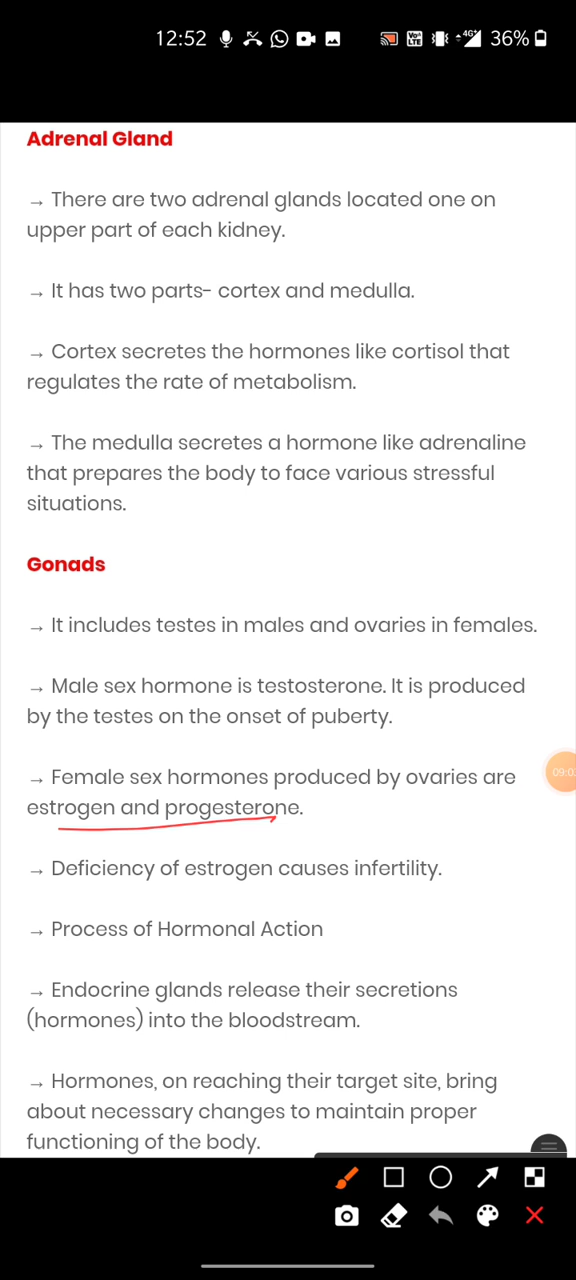 12:52
Vo) LTE
4G
36%
Adrenal Gland
→ There are two adrenal glands located one on
upper part of each kidney.
→ It has two parts- cortex and medulla.
→ Cortex secretes the hormones like cortisol that
regulates the rate of metabolism.
→ The medulla secretes a hormone like adrenaline
that prepares the body to face various stressful
situations.
Gonads
→ It includes testes in males and ovaries in females.
→ Male sex hormone is testosterone. It is produced
by the testes on the onset of puberty.
→ Female sex hormones produced by ovaries are
estrogen and progesterone.
→ Deficiency of estrogen causes infertility.
→ Process of Hormonal Action
→ Endocrine glands release their secretions
(hormones) into the bloodstream.
→ Hormones, on reaching their target site, bring
about necessary changes to maintain proper
functioning of the body.